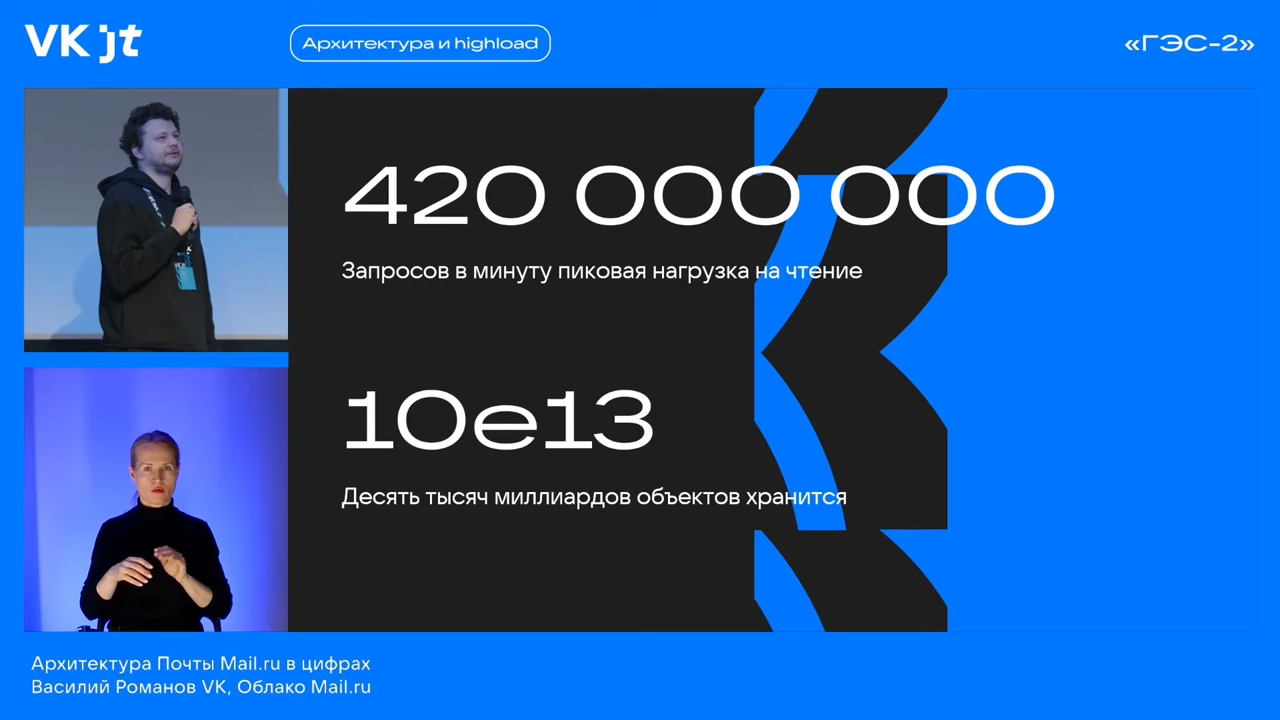 VK jt
Архитектура и highload
«ГЭС-2»
420 000 000
Запросов в минуту пиковая нагрузка на чтение
10e13
Десять тысяч миллиардов объектов хранится
Архитектура Почты Mail.ru в цифрах
Василий Романов VK, Облако Mail.ru